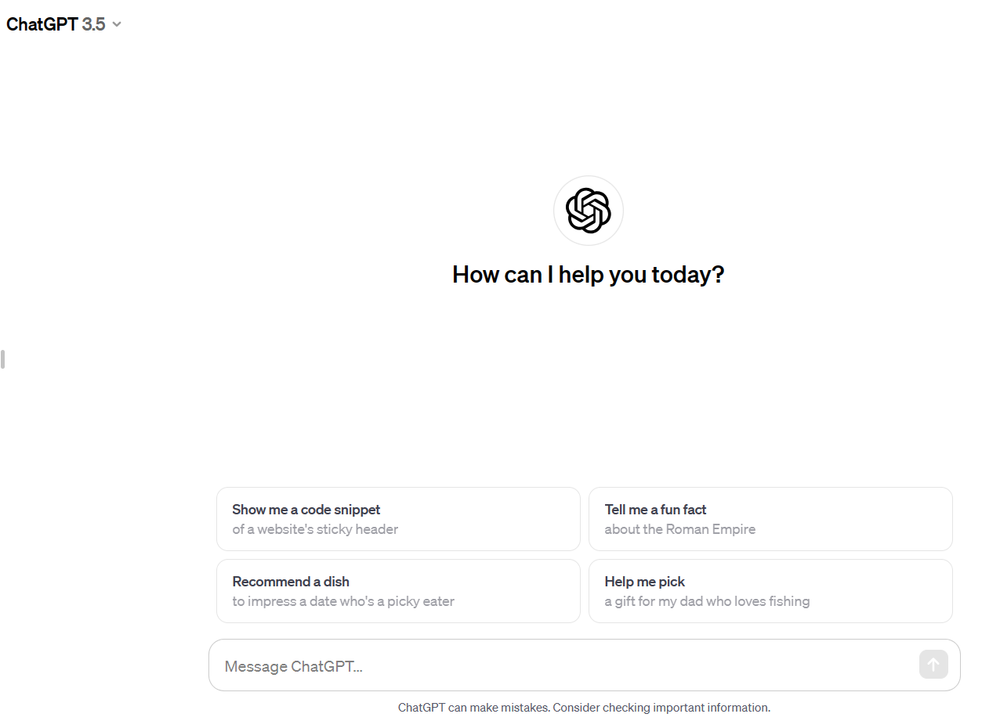 ChatGPT 3.5
How can I help you today?
Show me a code snippet
of a website's sticky header
Tell me a fun fact
about the Roman Empire
Recommend a dish
to impress a date who's a picky eater
Help me pick
a gift for my dad who loves fishing
Message ChatGPT...
ChatGPT can make mistakes. Consider checking important information.